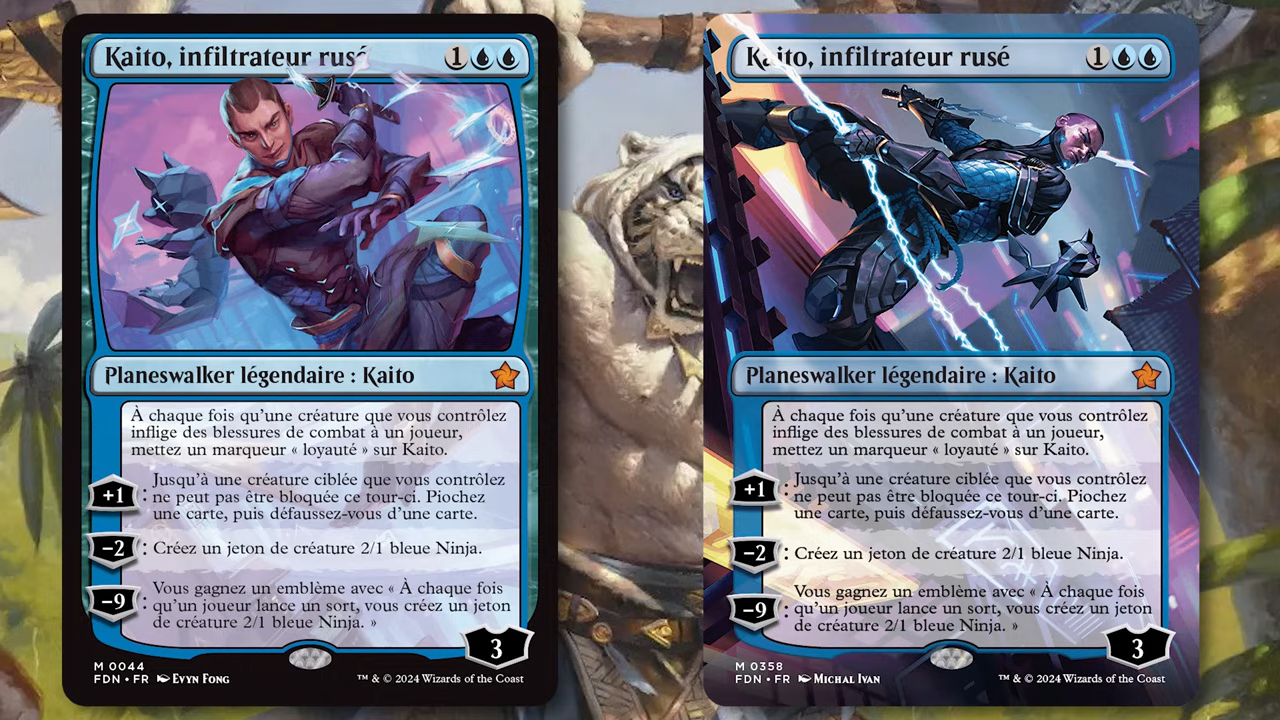 Kaito, infiltrateur rusé
1
Planeswalker légendaire : Kaito
À chaque fois qu'une créature que vous contrôlez
inflige des blessures de combat à un joueur,
mettez un marqueur « loyauté » sur Kaito.
+1 : Jusqu'à une créature ciblée que vous contrôlez
ne peut pas être bloquée ce tour-ci. Piochez
une carte, puis défaussez-vous d'une carte.
−2 : Créez un jeton de créature 2/1 bleue Ninja.
−9 : Vous gagnez un emblème avec « À chaque fois
qu'un joueur lance un sort, vous créez un jeton
de créature 2/1 bleue Ninja. »
3
M 0044
FDN • FR Evyn Fong
™ & © 2024 Wizards of the Coast
Kaito, infiltrateur rusé
1
Planeswalker légendaire : Kaito
À chaque fois qu'une créature que vous contrôlez
inflige des blessures de combat à un joueur,
mettez un marqueur « loyauté » sur Kaito.
+1 : Jusqu'à une créature ciblée que vous contrôlez
ne peut pas être bloquée ce tour-ci. Piochez
une carte, puis défaussez-vous d'une carte.
−2 : Créez un jeton de créature 2/1 bleue Ninja.
−9 : Vous gagnez un emblème avec « À chaque fois
qu'un joueur lance un sort, vous créez un jeton
de créature 2/1 bleue Ninja. »
3
M 0358
FDN • FR Michal Ivan
™ & © 2024 Wizards of the Coast